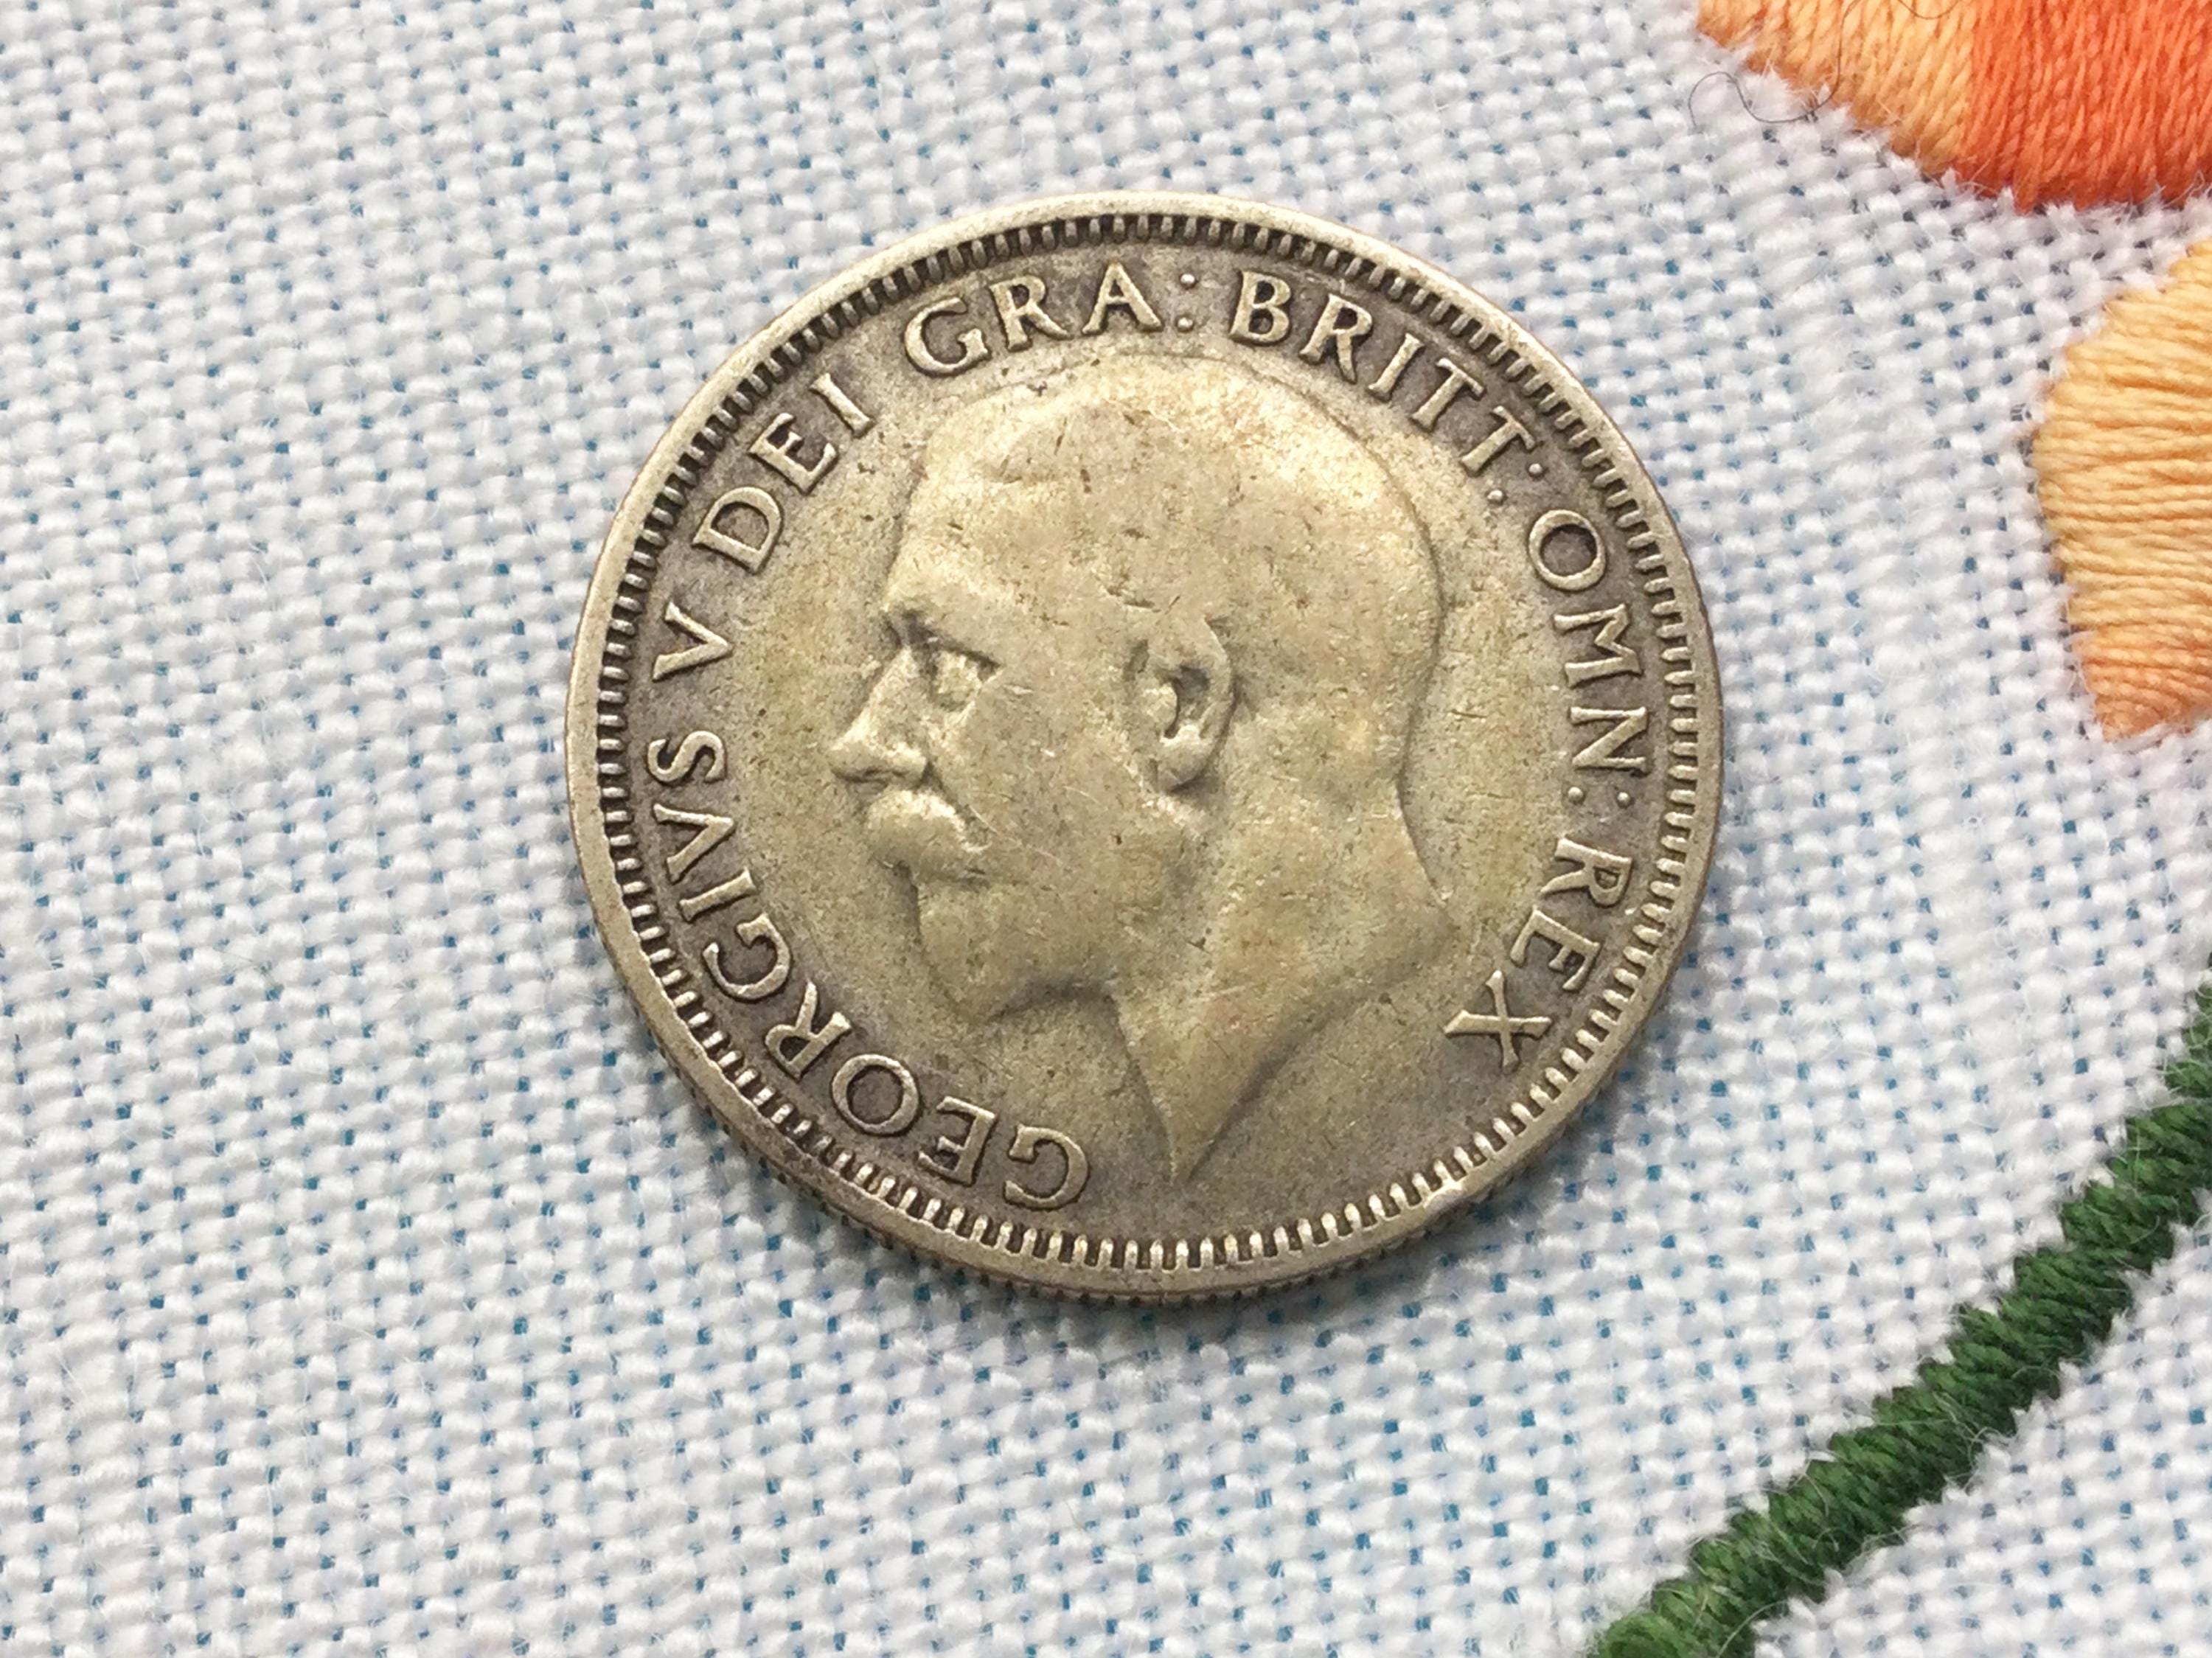 GEORGIVS V DEI GRA: BRITT: OMN: REX